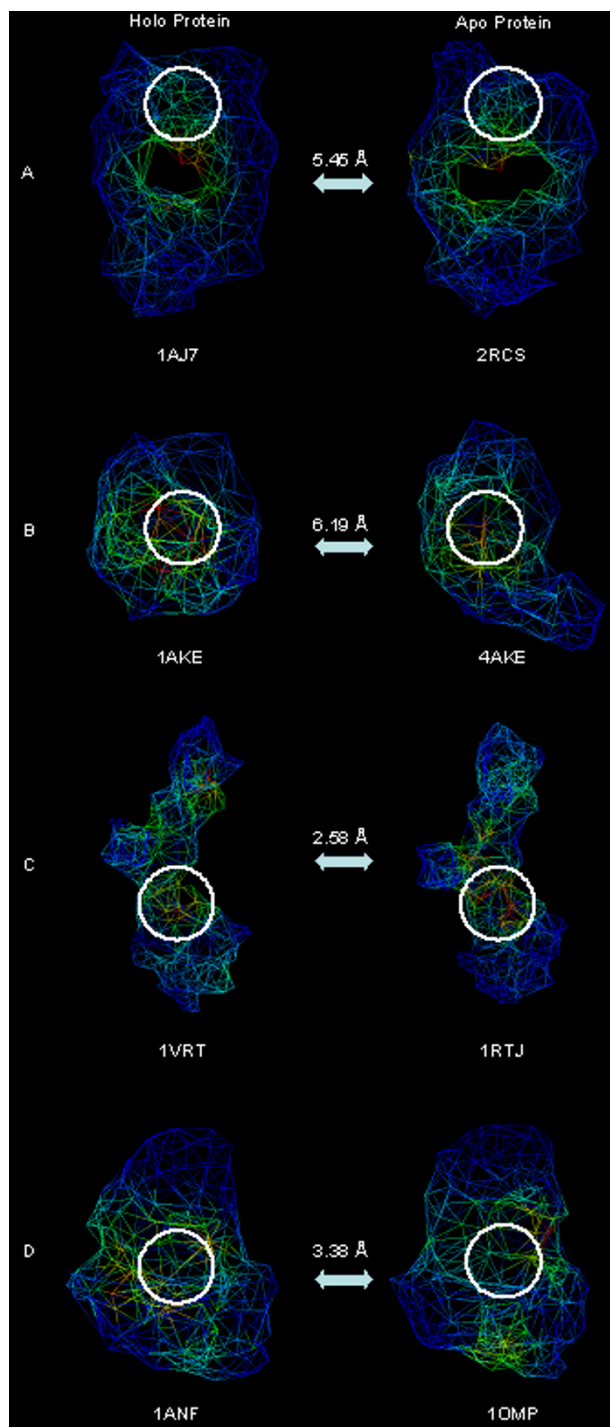 Holo Protein Apo Protein
A 5.45 Å
1AJ7 2RCS
B 6.19 Å
1AKE 4AKE
C 2.58 Å
1VRT 1RTJ
D 3.38 Å
1ANF 1OMP